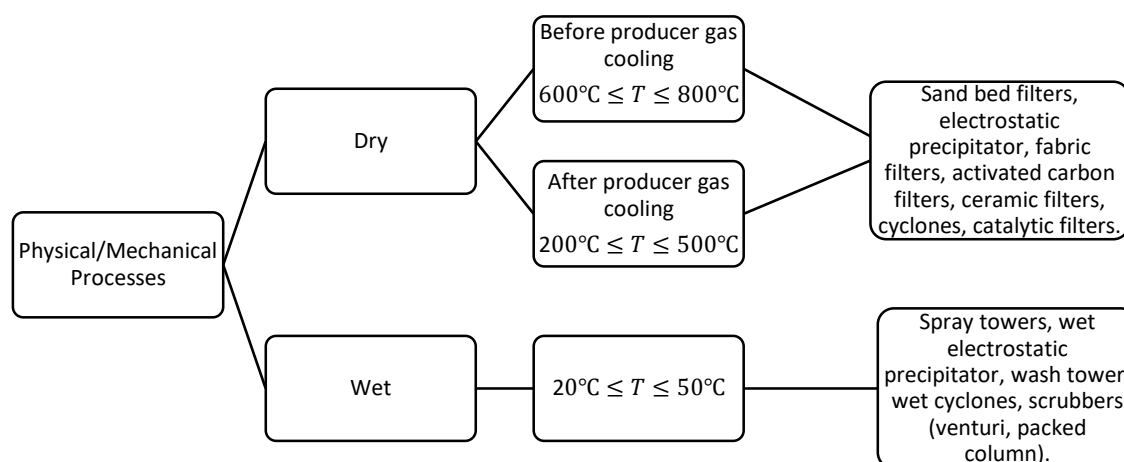 Physical/Mechanical
Processes
Dry
Before producer gas
cooling
600°C ≤ T ≤ 800°C
After producer gas
cooling
200°C ≤ T ≤ 500°C
Sand bed filters,
electrostatic
precipitator, fabric
filters, activated carbon
filters, ceramic filters,
cyclones, catalytic filters.
Wet
20°C ≤ T ≤ 50°C
Spray towers, wet
electrostatic
precipitator, wash tower
wet cyclones, scrubbers
(venturi, packed
column).